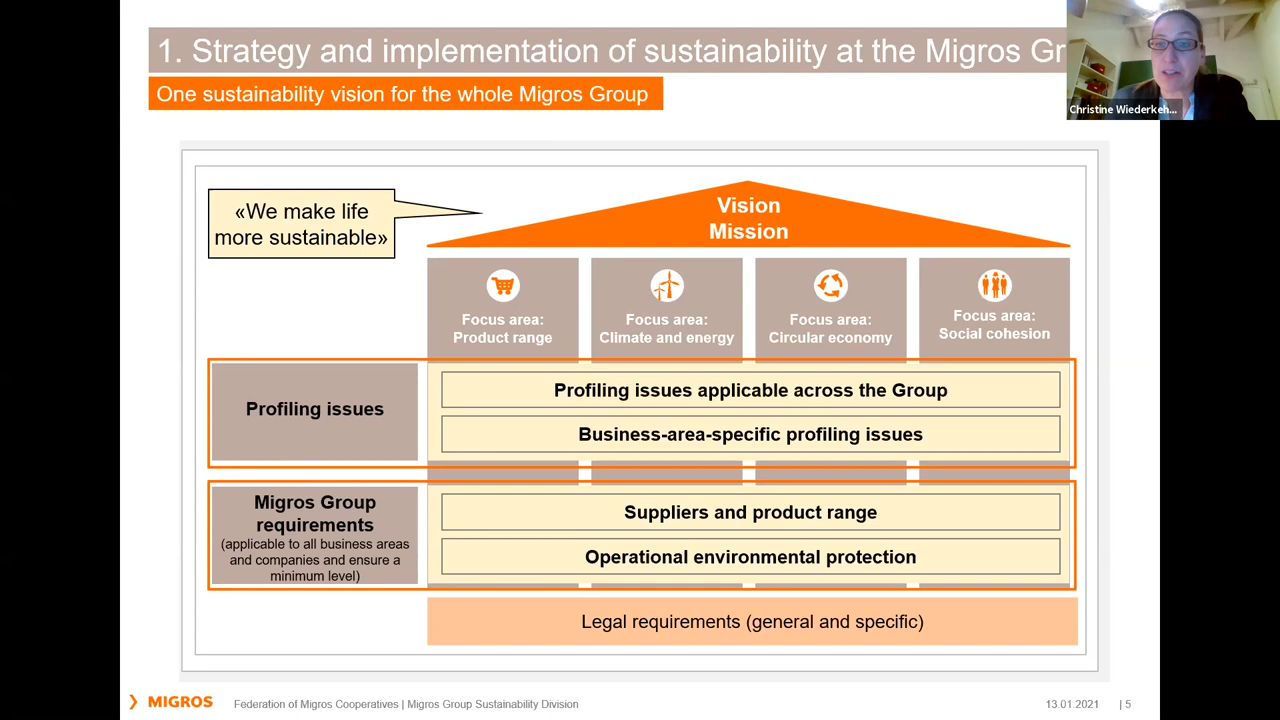 1. Strategy and implementation of sustainability at the Migros Gr
One sustainability vision for the whole Migros Group
Christine Wiederkeh...
«We make life
more sustainable»
Vision
Mission
Focus area:
Product range
Focus area:
Climate and energy
Focus area:
Circular economy
Focus area:
Social cohesion
Profiling issues
Profiling issues applicable across the Group
Business-area-specific profiling issues
Migros Group
requirements
(applicable to all business areas
and companies and ensure a
minimum level)
Suppliers and product range
Operational environmental protection
Legal requirements (general and specific)
MIGROS
Federation of Migros Cooperatives | Migros Group Sustainability Division
13.01.2021 | 5